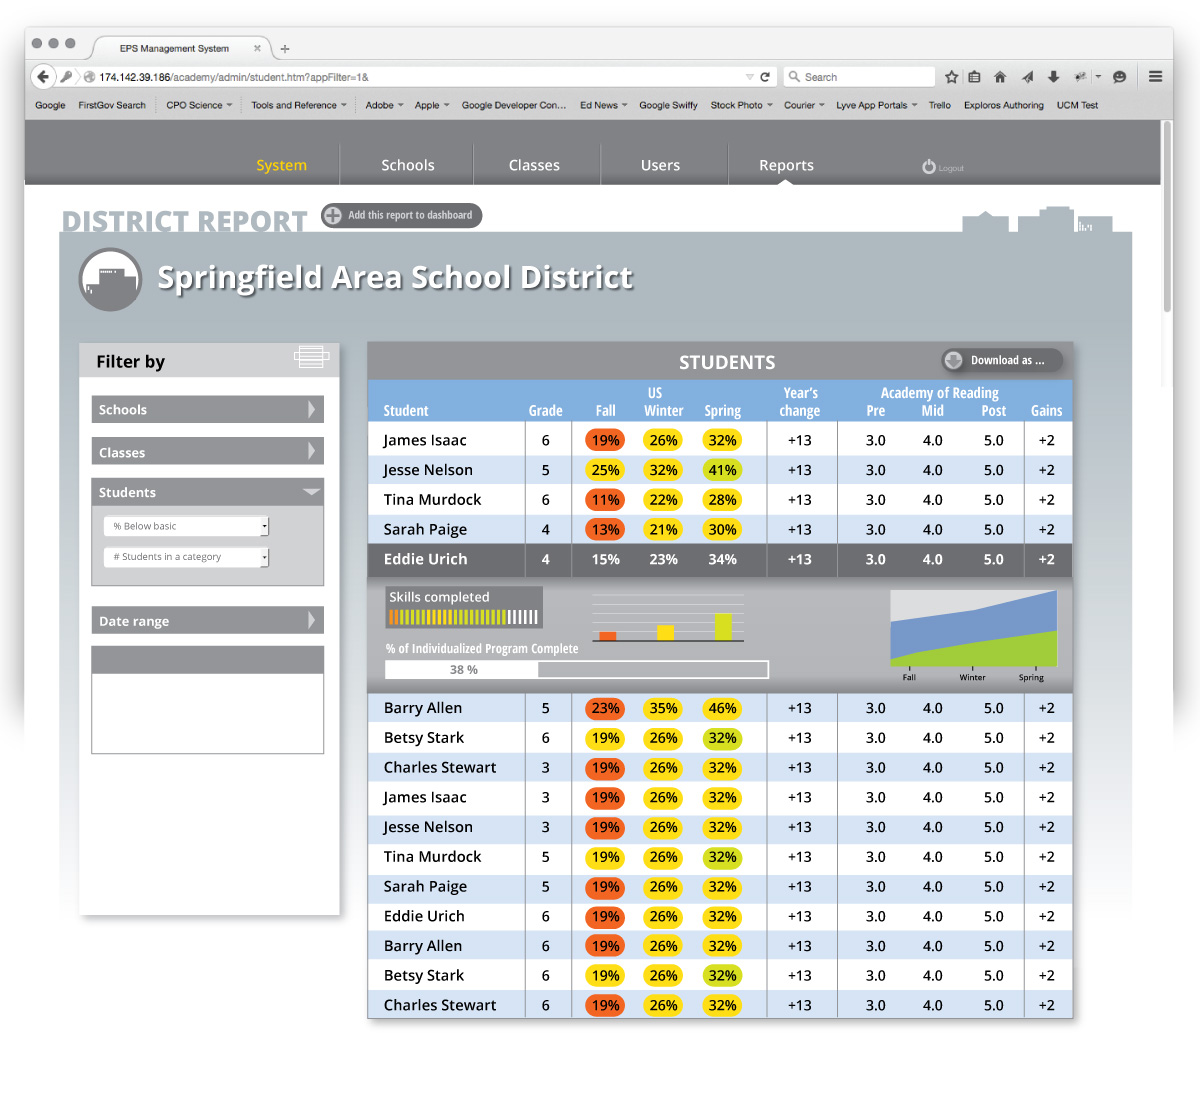 EPS Management System
174.142.39.186/academy/admin/student.htm?appFilter=1&
Search
Google FirstGov Search CPO Science Tools and Reference Adobe Apple Google Developer Con... Ed News Google Swiffy Stock Photo Courier Lyve App Portals Trello Exploros Authoring UCM Test
System Schools Classes Users Reports Logout
DISTRICT REPORT Add this report to dashboard
Springfield Area School District
Filter by
Schools
Classes
Students
% Below basic
# Students in a category
Date range
STUDENTS Download as ...
US Year's Academy of Reading
Student Grade Fall Winter Spring change Pre Mid Post Gains
James Isaac 6 19% 26% 32% +13 3.0 4.0 5.0 +2
Jesse Nelson 5 25% 32% 41% +13 3.0 4.0 5.0 +2
Tina Murdock 6 11% 22% 28% +13 3.0 4.0 5.0 +2
Sarah Paige 4 13% 21% 30% +13 3.0 4.0 5.0 +2
Eddie Urich 4 15% 23% 34% +13 3.0 4.0 5.0 +2
Skills completed
% of Individualized Program Complete
38 %
Fall Winter Spring
Barry Allen 5 23% 35% 46% +13 3.0 4.0 5.0 +2
Betsy Stark 6 19% 26% 32% +13 3.0 4.0 5.0 +2
Charles Stewart 3 19% 26% 32% +13 3.0 4.0 5.0 +2
James Isaac 3 19% 26% 32% +13 3.0 4.0 5.0 +2
Jesse Nelson 3 19% 26% 32% +13 3.0 4.0 5.0 +2
Tina Murdock 5 19% 26% 32% +13 3.0 4.0 5.0 +2
Sarah Paige 5 19% 26% 32% +13 3.0 4.0 5.0 +2
Eddie Urich 6 19% 26% 32% +13 3.0 4.0 5.0 +2
Barry Allen 6 19% 26% 32% +13 3.0 4.0 5.0 +2
Betsy Stark 6 19% 26% 32% +13 3.0 4.0 5.0 +2
Charles Stewart 6 19% 26% 32% +13 3.0 4.0 5.0 +2